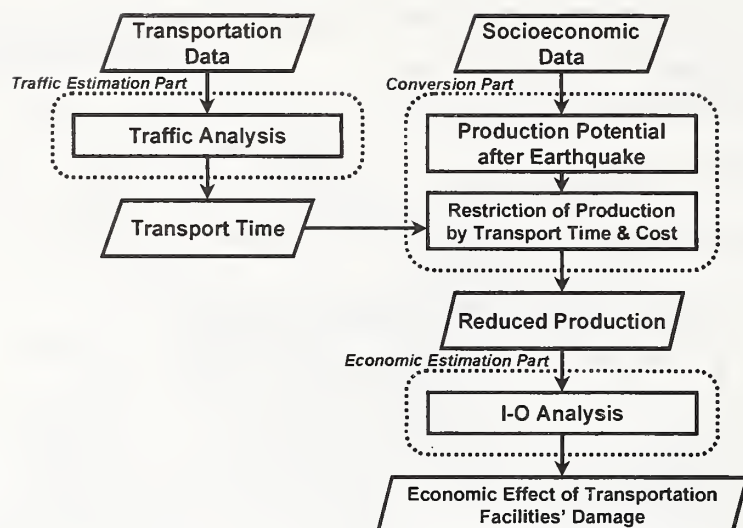 Transportation
Data
Socioeconomic
Data
Traffic Estimation Part
Conversion Part
Traffic Analysis
Production Potential
after Earthquake
Transport Time
Restriction of Production
by Transport Time & Cost
Reduced Production
Economic Estimation Part
I-O Analysis
Economic Effect of Transportation
Facilities' Damage